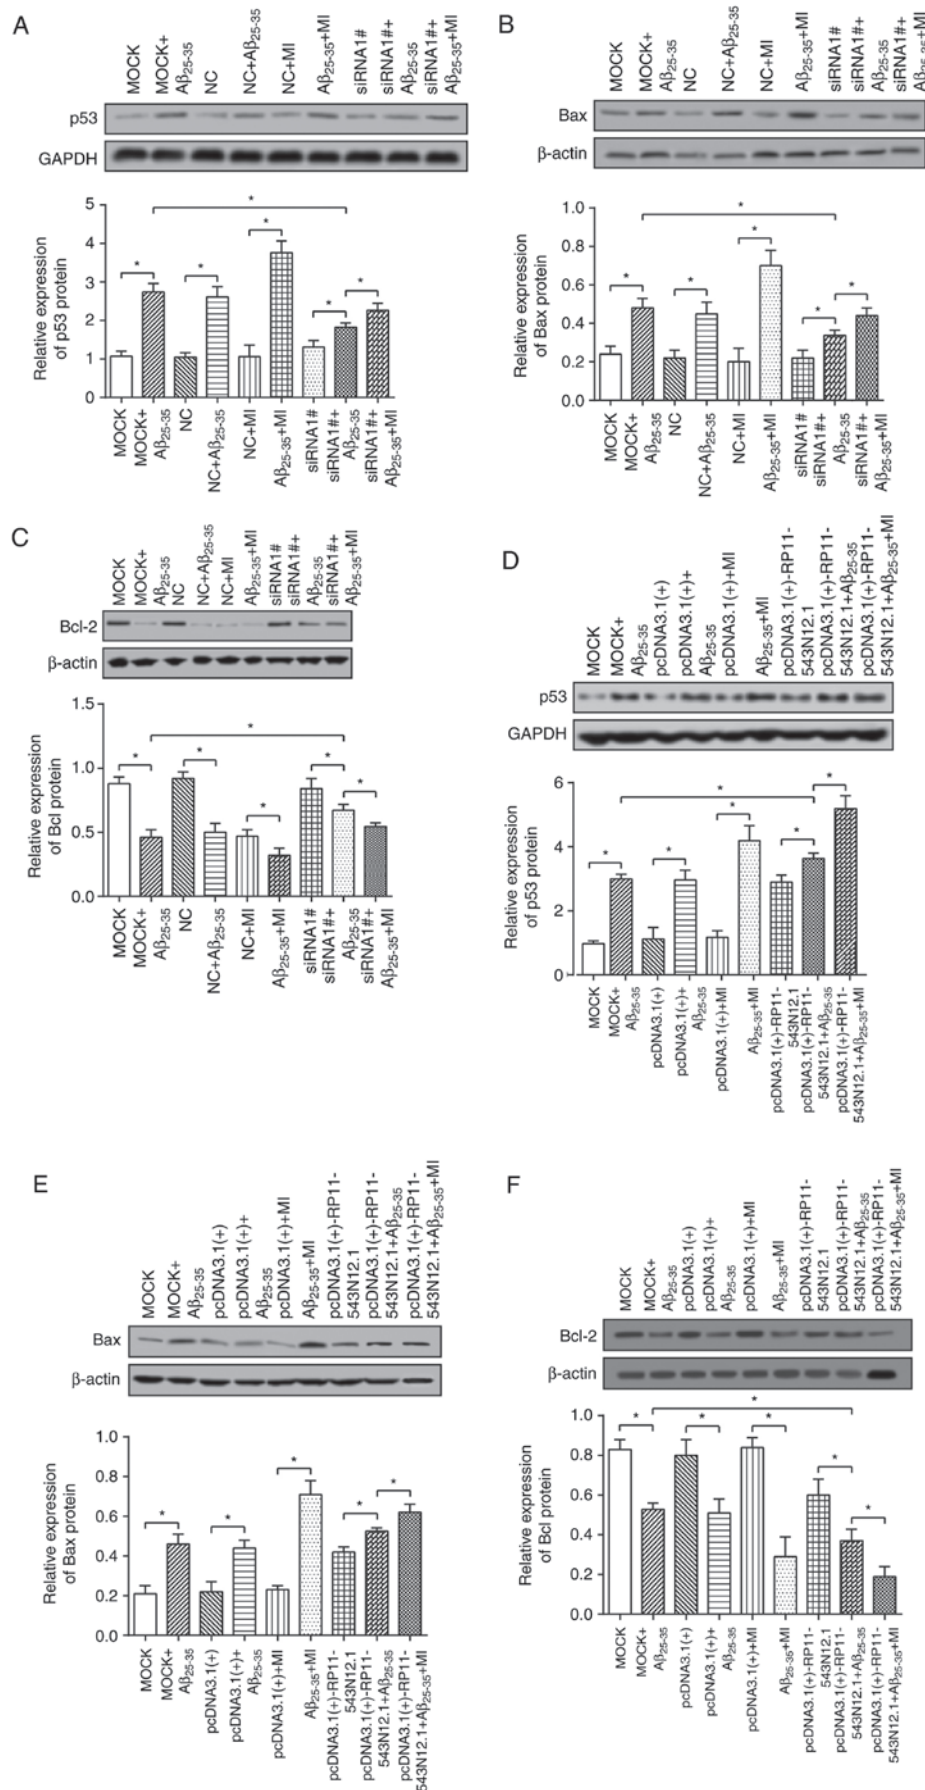 A
MOCK
MOCK+
Aβ25-35
NC
NC+Aβ25-35
NC+MI
Aβ25-35+MI
siRNA1#
siRNA1#+
Aβ25-35
siRNA1#+
Aβ25-35+MI
p53
GAPDH
Relative expression
of p53 protein
5
4
3
2
1
0
*
*
*
*
*
*
MOCK
MOCK+
Aβ25-35
NC
NC+Aβ25-35
NC+MI
Aβ25-35+MI
siRNA1#
siRNA1#+
Aβ25-35
siRNA1#+
Aβ25-35+MI
B
MOCK
MOCK+
Aβ25-35
NC
NC+Aβ25-35
NC+MI
Aβ25-35+MI
siRNA1#
siRNA1#+
Aβ25-35
siRNA1#+
Aβ25-35+MI
Bax
β-actin
Relative expression
of Bax protein
1.0
0.8
0.6
0.4
0.2
0.0
*
*
*
*
*
*
MOCK
MOCK+
Aβ25-35
NC
NC+Aβ25-35
NC+MI
Aβ25-35+MI
siRNA1#
siRNA1#+
Aβ25-35
siRNA1#+
Aβ25-35+MI
C
MOCK
MOCK+
Aβ25-35
NC
NC+Aβ25-35
NC+MI
Aβ25-35+MI
siRNA1#
siRNA1#+
Aβ25-35
siRNA1#+
Aβ25-35+MI
Bcl-2
β-actin
Relative expression
of Bcl protein
1.5
1.0
0.5
0.0
*
*
*
*
*
*
MOCK
MOCK+
Aβ25-35
NC
NC+Aβ25-35
NC+MI
Aβ25-35+MI
siRNA1#
siRNA1#+
Aβ25-35
siRNA1#+
Aβ25-35+MI
D
MOCK
MOCK+
Aβ25-35
pcDNA3.1(+)
pcDNA3.1(+)+
Aβ25-35
pcDNA3.1(+)+MI
Aβ25-35+MI
pcDNA3.1(+)-RP11-
543N12.1
pcDNA3.1(+)-RP11-
543N12.1+Aβ25-35
pcDNA3.1(+)-RP11-
543N12.1+Aβ25-35+MI
p53
GAPDH
Relative expression
of p53 protein
6
4
2
0
*
*
*
*
*
*
MOCK
MOCK+
Aβ25-35
pcDNA3.1(+)
pcDNA3.1(+)+
Aβ25-35
pcDNA3.1(+)+MI
Aβ25-35+MI
pcDNA3.1(+)-RP11-
543N12.1
pcDNA3.1(+)-RP11-
543N12.1+Aβ25-35
pcDNA3.1(+)-RP11-
543N12.1+Aβ25-35+MI
E
MOCK
MOCK+
Aβ25-35
pcDNA3.1(+)
pcDNA3.1(+)+
Aβ25-35
pcDNA3.1(+)+MI
Aβ25-35+MI
pcDNA3.1(+)-RP11-
543N12.1
pcDNA3.1(+)-RP11-
543N12.1+Aβ25-35
pcDNA3.1(+)-RP11-
543N12.1+Aβ25-35+MI
Bax
β-actin
Relative expression
of Bax protein
1.0
0.8
0.6
0.4
0.2
0.0
*
*
*
*
*
MOCK
MOCK+
Aβ25-35
pcDNA3.1(+)
pcDNA3.1(+)+
Aβ25-35
pcDNA3.1(+)+MI
Aβ25-35+MI
pcDNA3.1(+)-RP11-
543N12.1
pcDNA3.1(+)-RP11-
543N12.1+Aβ25-35
pcDNA3.1(+)-RP11-
543N12.1+Aβ25-35+MI
F
MOCK
MOCK+
Aβ25-35
pcDNA3.1(+)
pcDNA3.1(+)+
Aβ25-35
pcDNA3.1(+)+MI
Aβ25-35+MI
pcDNA3.1(+)-RP11-
543N12.1
pcDNA3.1(+)-RP11-
543N12.1+Aβ25-35
pcDNA3.1(+)-RP11-
543N12.1+Aβ25-35+MI
Bcl-2
β-actin
Relative expression
of Bcl protein
1.0
0.8
0.6
0.4
0.2
0.0
*
*
*
*
*
*
MOCK
MOCK+
Aβ25-35
pcDNA3.1(+)
pcDNA3.1(+)+
Aβ25-35
pcDNA3.1(+)+MI
Aβ25-35+MI
pcDNA3.1(+)-RP11-
543N12.1
pcDNA3.1(+)-RP11-
543N12.1+Aβ25-35
pcDNA3.1(+)-RP11-
543N12.1+Aβ25-35+MI